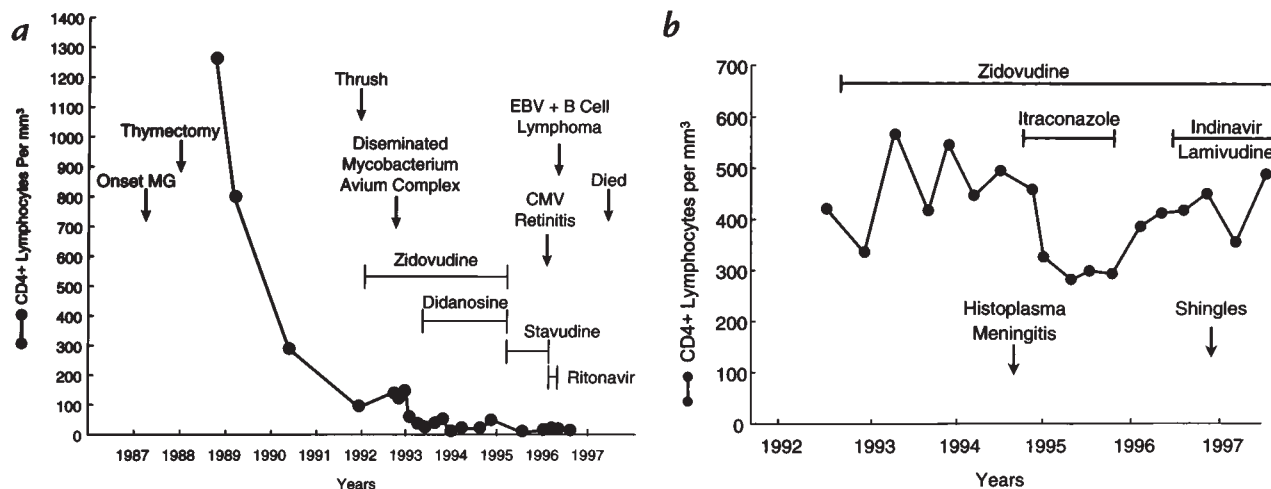 a
1400
1300
1200
1100
1000
900
800
700
600
500
400
300
200
100
0
CD4+ Lymphocytes Per mm³
Thrush
EBV + B Cell
Lymphoma
Thymectomy
Diseminated
Mycobacterium
Avium Complex
Onset MG
Died
CMV
Retinitis
Zidovudine
Didanosine
Stavudine
Ritonavir
1987 1988 1989 1990 1991 1992 1993 1994 1995 1996 1997
Years
b
700
600
500
400
300
200
100
0
CD4+ Lymphocytes per mm³
Zidovudine
Itraconazole
Indinavir
Lamivudine
Histoplasma
Meningitis
Shingles
1992 1993 1994 1995 1996 1997
Years